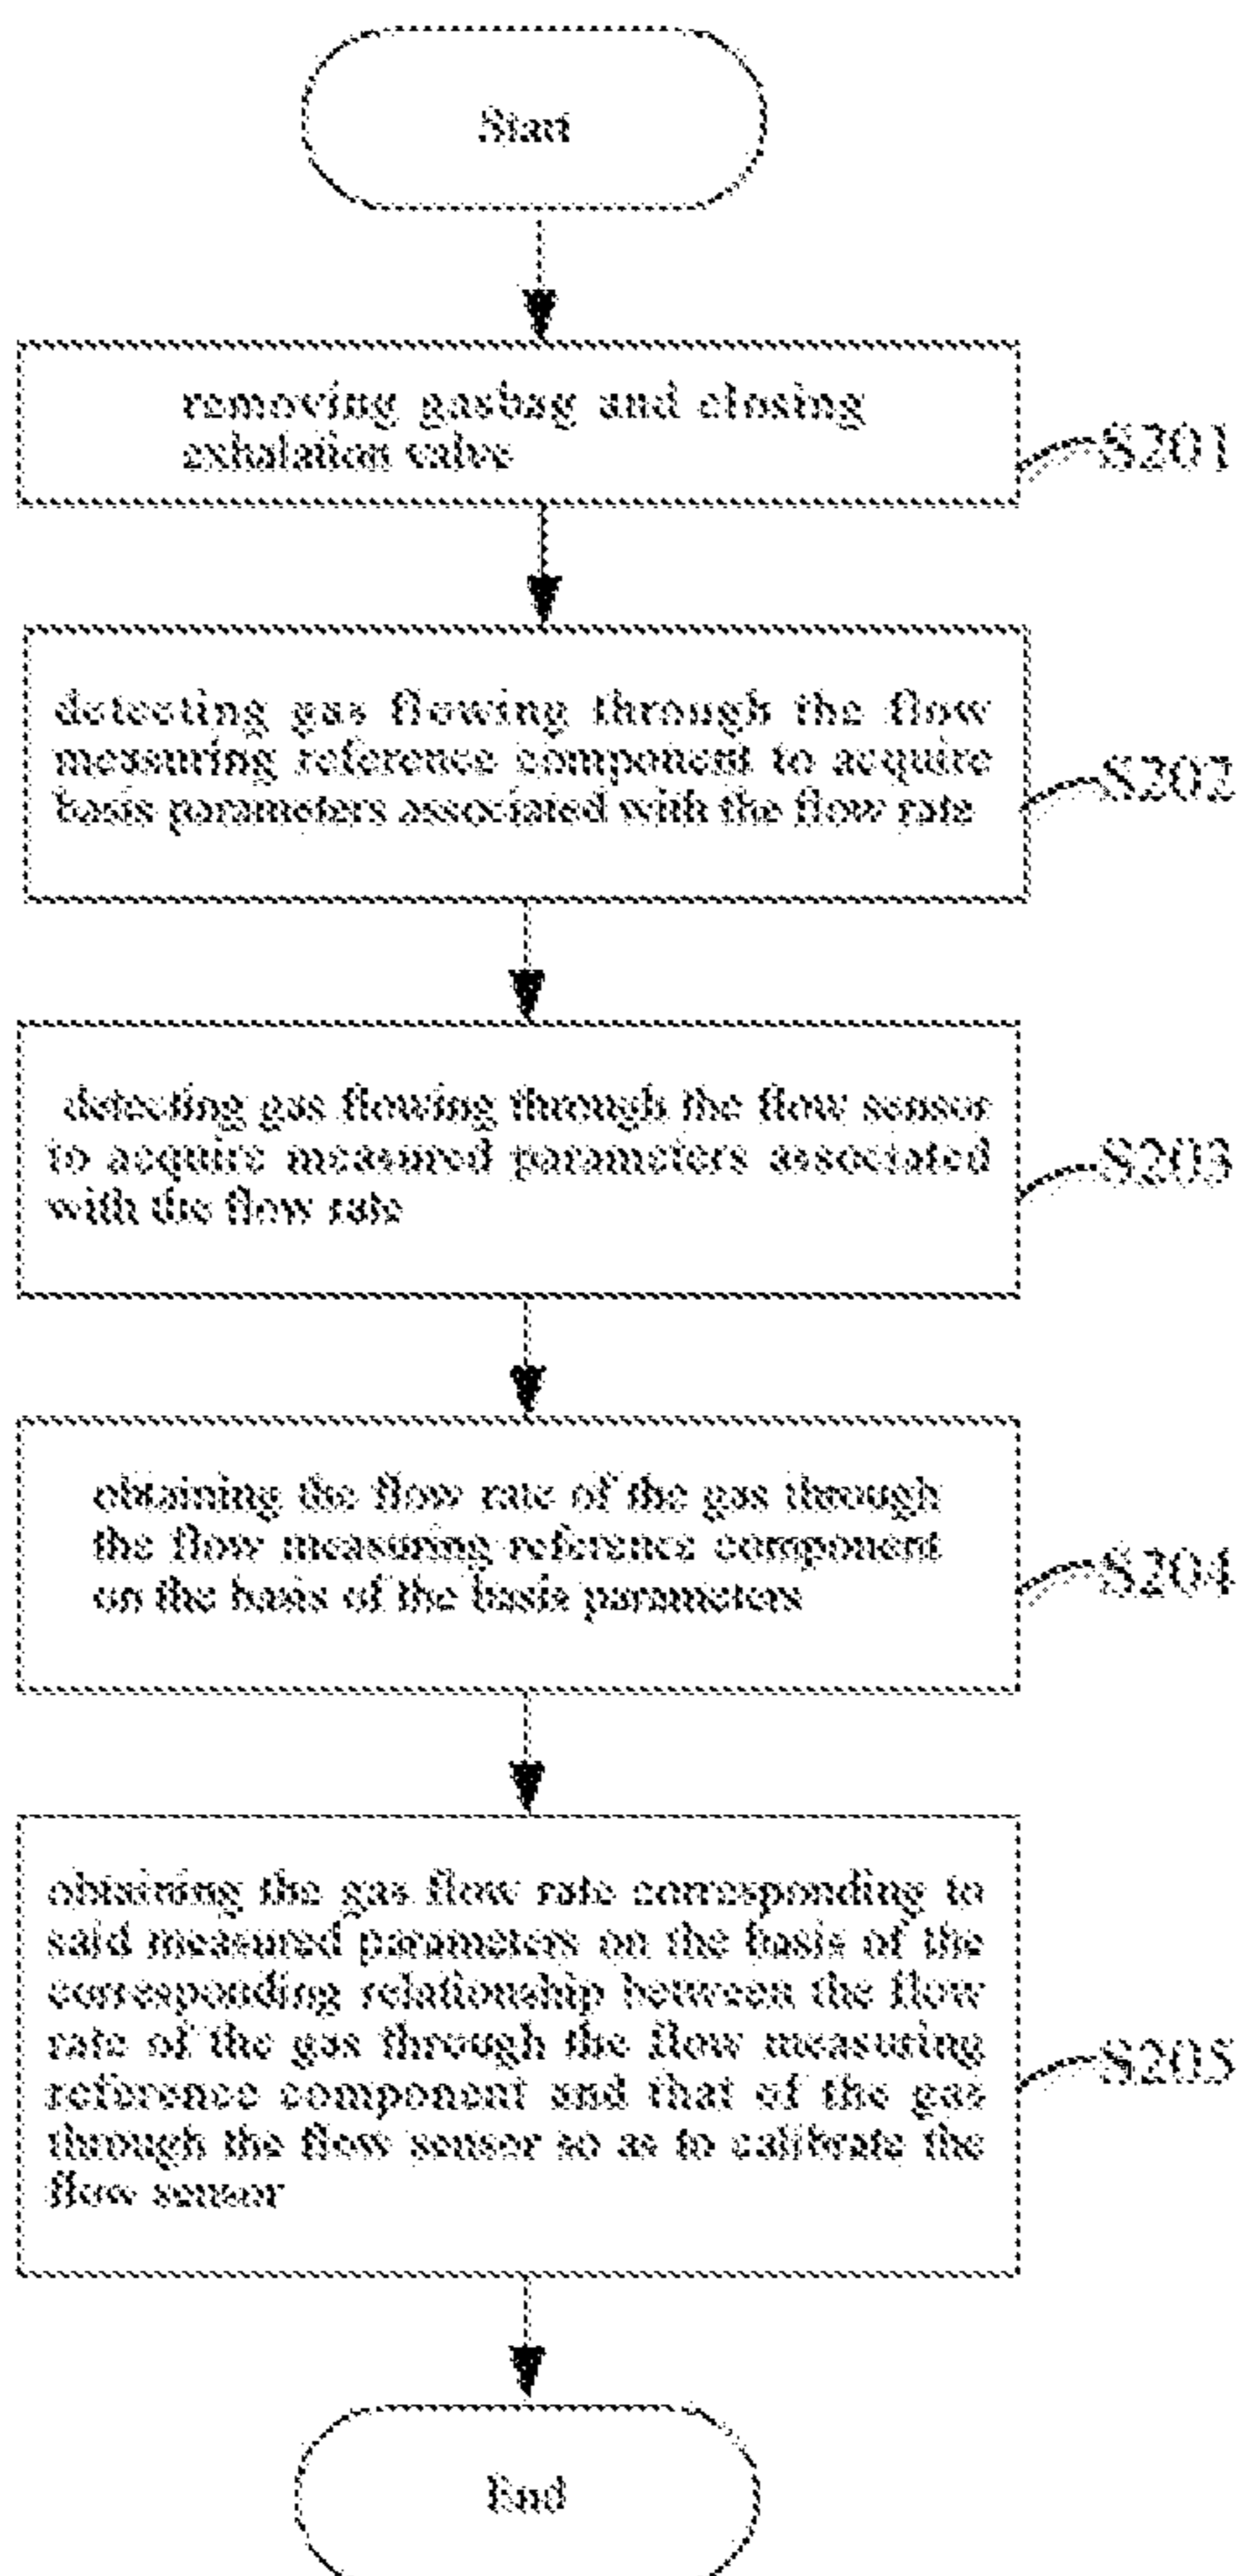 Start
removing gasbag and closing
exhalation valve
S201
detecting gas flowing through the flow
measuring reference component to acquire
basis parameters associated with the flow rate
S202
detecting gas flowing through the flow sensor
to acquire measured parameters associated
with the flow rate
S203
obtaining the flow rate of the gas through
the flow measuring reference component
on the basis of the basis parameters
S204
obtaining the gas flow rate corresponding to
said measured parameters on the basis of the
corresponding relationship between the flow
rate of the gas through the flow measuring
reference component and that of the gas
through the flow sensor so as to calibrate the
flow sensor
S205
End